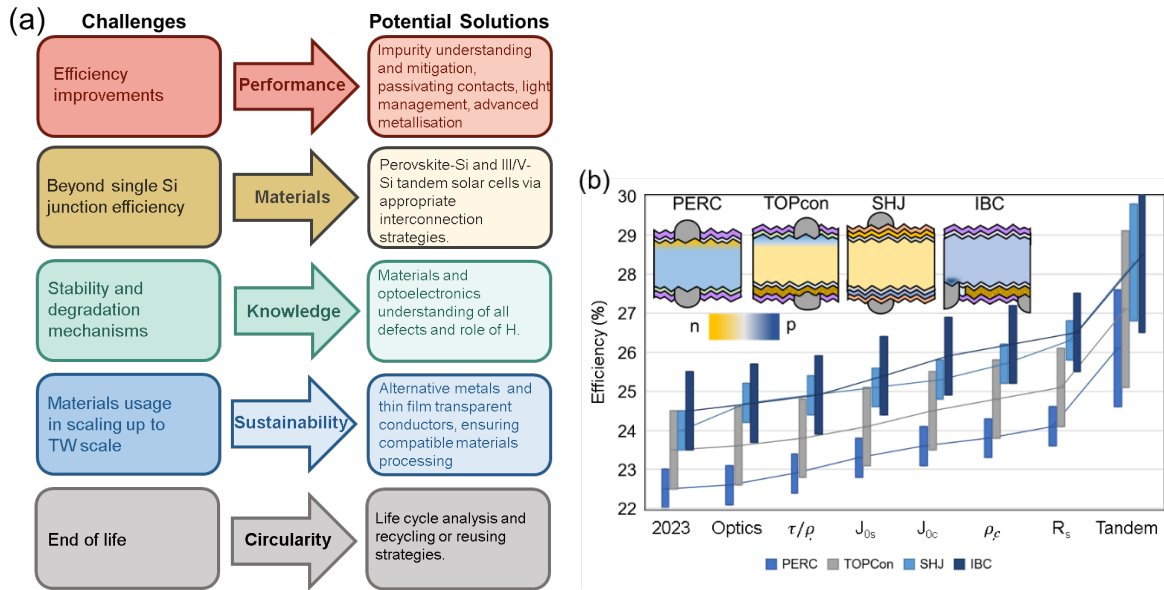 (a)
Challenges
Potential Solutions
Efficiency
improvements
Performance
Impurity understanding
and mitigation,
passivating contacts, light
management, advanced
metallisation
Beyond single Si
junction efficiency
Materials
Perovskite-Si and III/V-
Si tandem solar cells via
appropriate
interconnection
strategies.
Stability and
degradation
mechanisms
Knowledge
Materials and
optoelectronics
understanding of all
defects and role of H.
Materials usage
in scaling up to
TW scale
Sustainability
Alternative metals and
thin film transparent
conductors, ensuring
compatible materials
processing
End of life
Circularity
Life cycle analysis and
recycling or reusing
strategies.
(b)
Efficiency (%)
30
29
28
27
26
25
24
23
22
PERC
TOPcon
SHJ
IBC
n
p
2023
Optics
τ/ρ
J0s
J0c
ρc
Rs
Tandem
PERC
TOPCon
SHJ
IBC